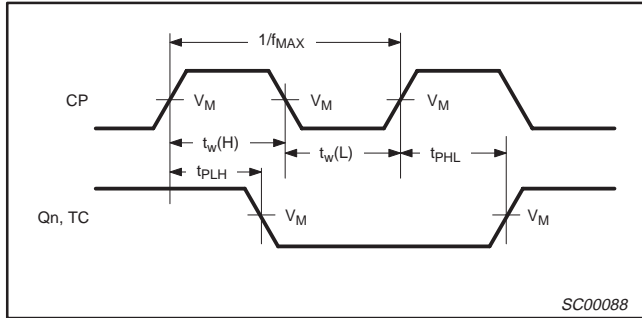 1/fMAX
CP
VM VM VM
tw(H) tw(L) tPHL
tPLH
Qn, TC VM VM
SC00088